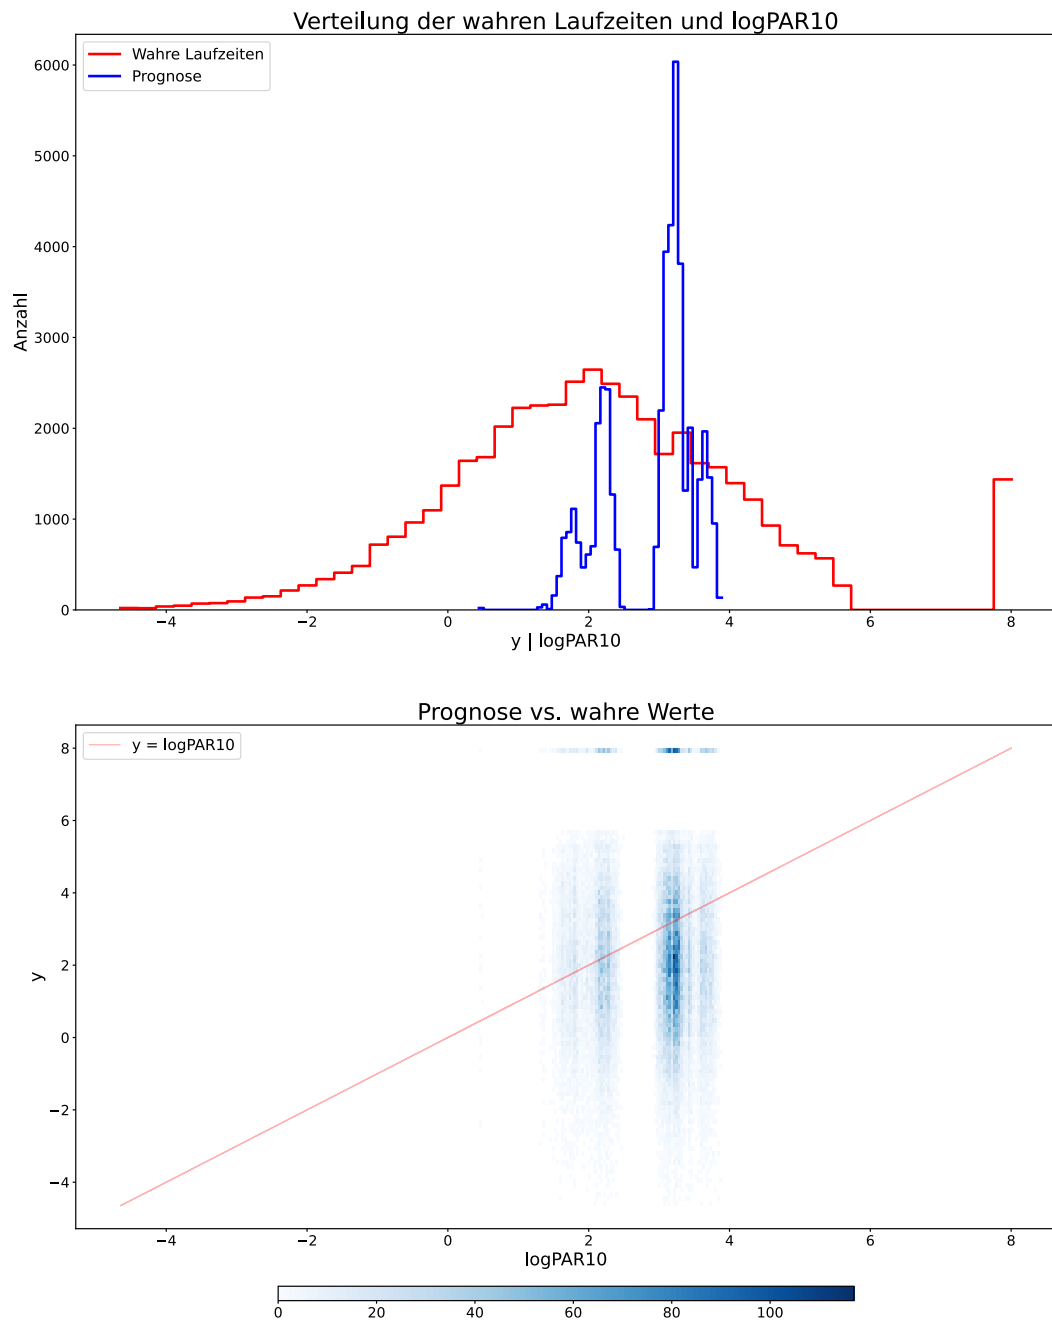 Verteilung der wahren Laufzeiten und logPAR10
Wahre Laufzeiten
Prognose
6000
5000
4000
3000
2000
1000
0
Anzahl
−4 −2 0 2 4 6 8
y | logPAR10
Prognose vs. wahre Werte
y = logPAR10
8
6
4
2
0
−2
−4
y
−4 −2 0 2 4 6 8
logPAR10
0 20 40 60 80 100